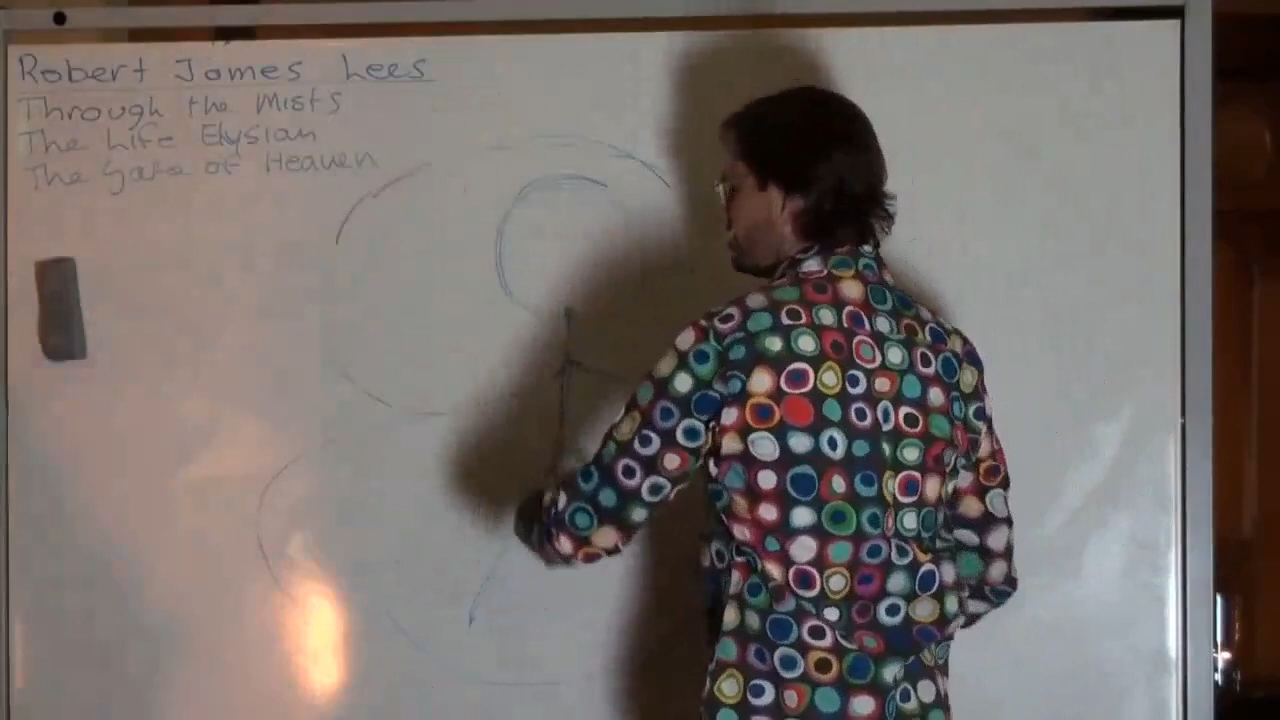 Robert James Lees
Through the Mists
The Life Elysian
The Gate of Heaven